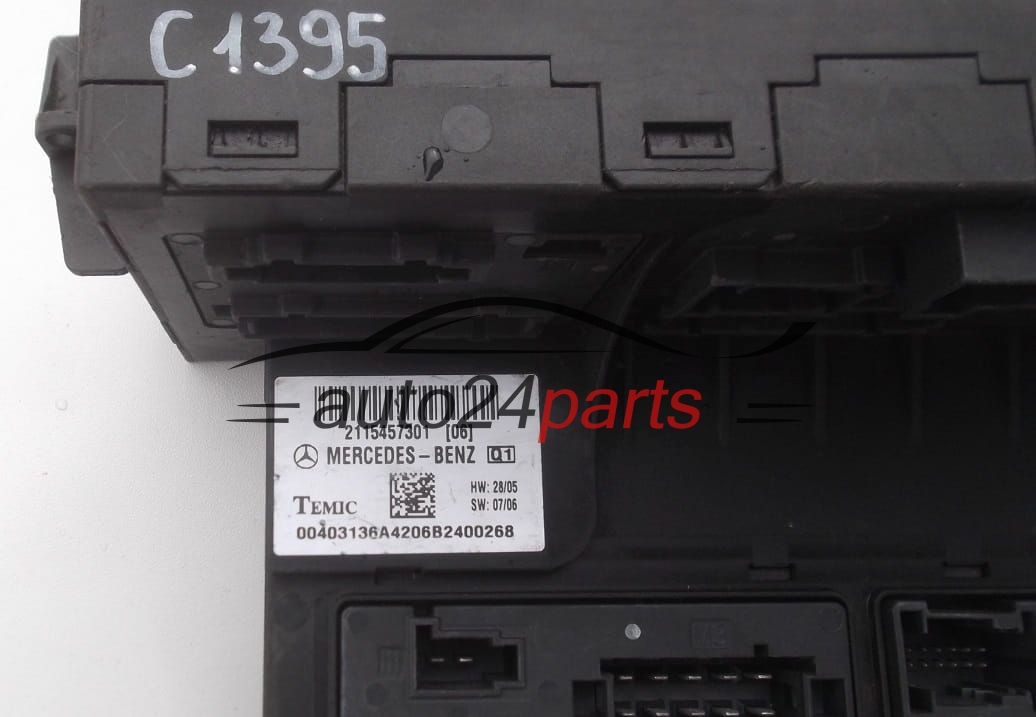 C1395
auto24parts
2115457301 [06]
MERCEDES-BENZ Q1
HW: 28/05
TEMIC
SW: 07/06
00403136A4206B2400268